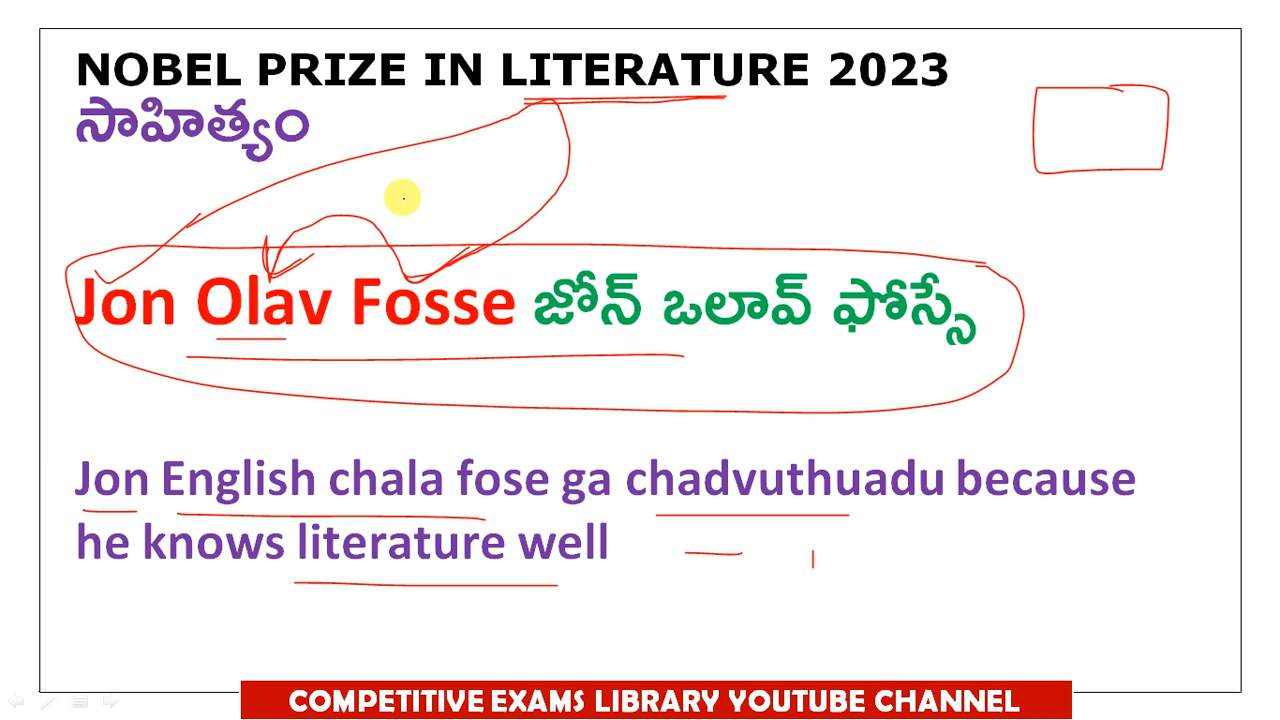 NOBEL PRIZE IN LITERATURE 2023
సాహిత్యం
Jon Olav Fosse జోన్ ఒలావ్ ఫోస్సే
Jon English chala fose ga chadvuthuadu because
he knows literature well
COMPETITIVE EXAMS LIBRARY YOUTUBE CHANNEL